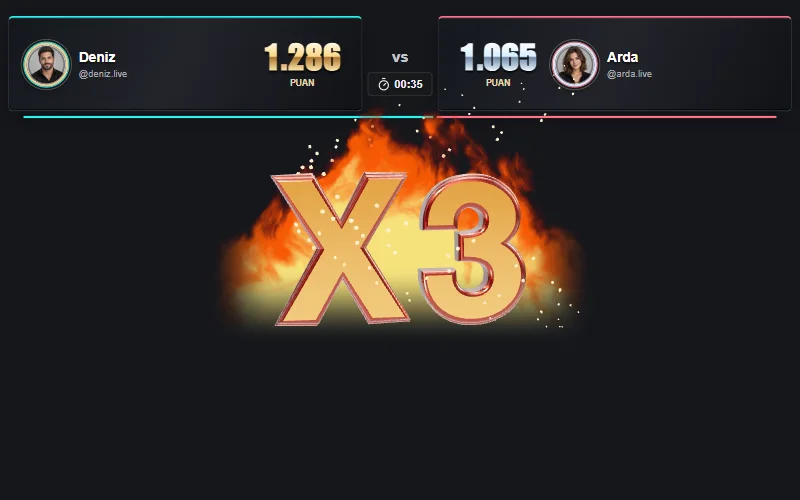 Deniz
@deniz.live
1.286
PUAN
vs
00:35
1.065
PUAN
Arda
@arda.live
X3